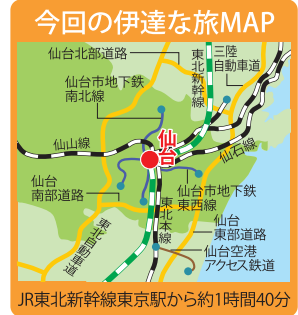 今回の伊達な旅MAP
仙台北部道路
東北新幹線
三陸
自動車道
仙台市地下鉄
南北線
仙山線
仙台
仙石線
仙台
南部道路
仙台市地下鉄
東西線
東北本線
仙台
東部道路
東北自動車道
仙台空港
アクセス鉄道
JR東北新幹線東京駅から約1時間40分